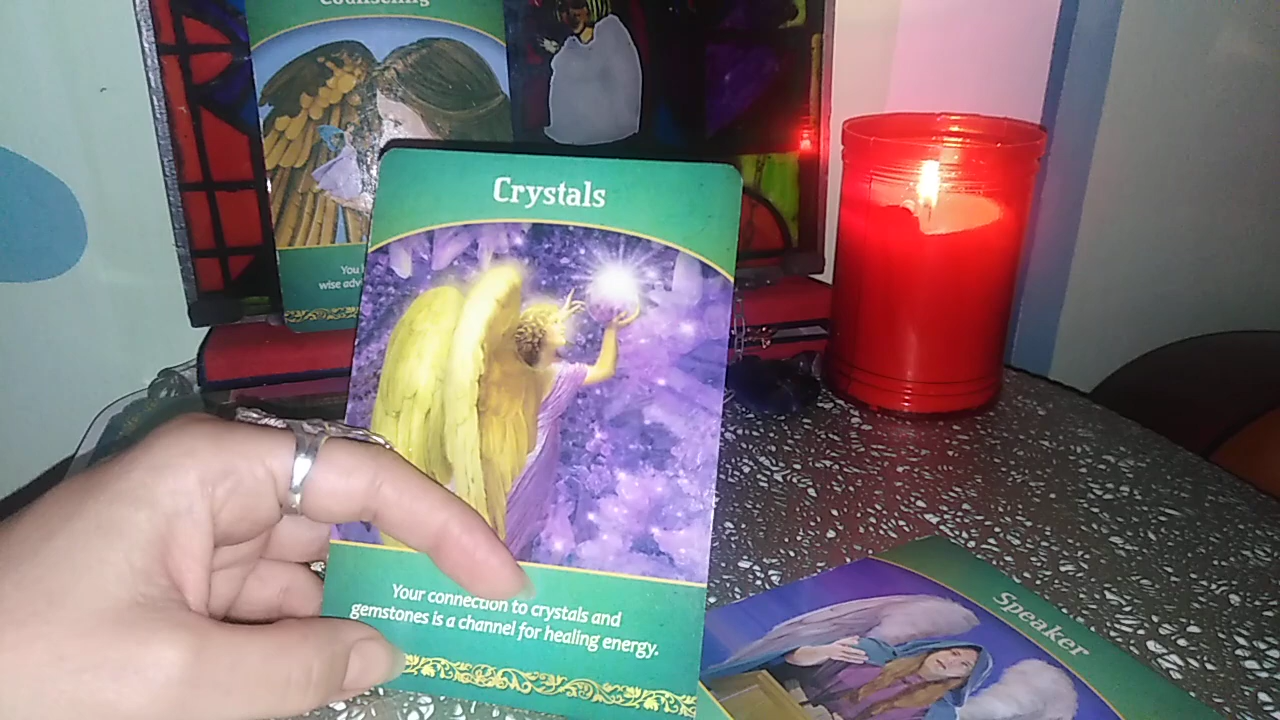 Counseling
You
wise adv
Crystals
Your connection to crystals and
gemstones is a channel for healing energy.
Speaker